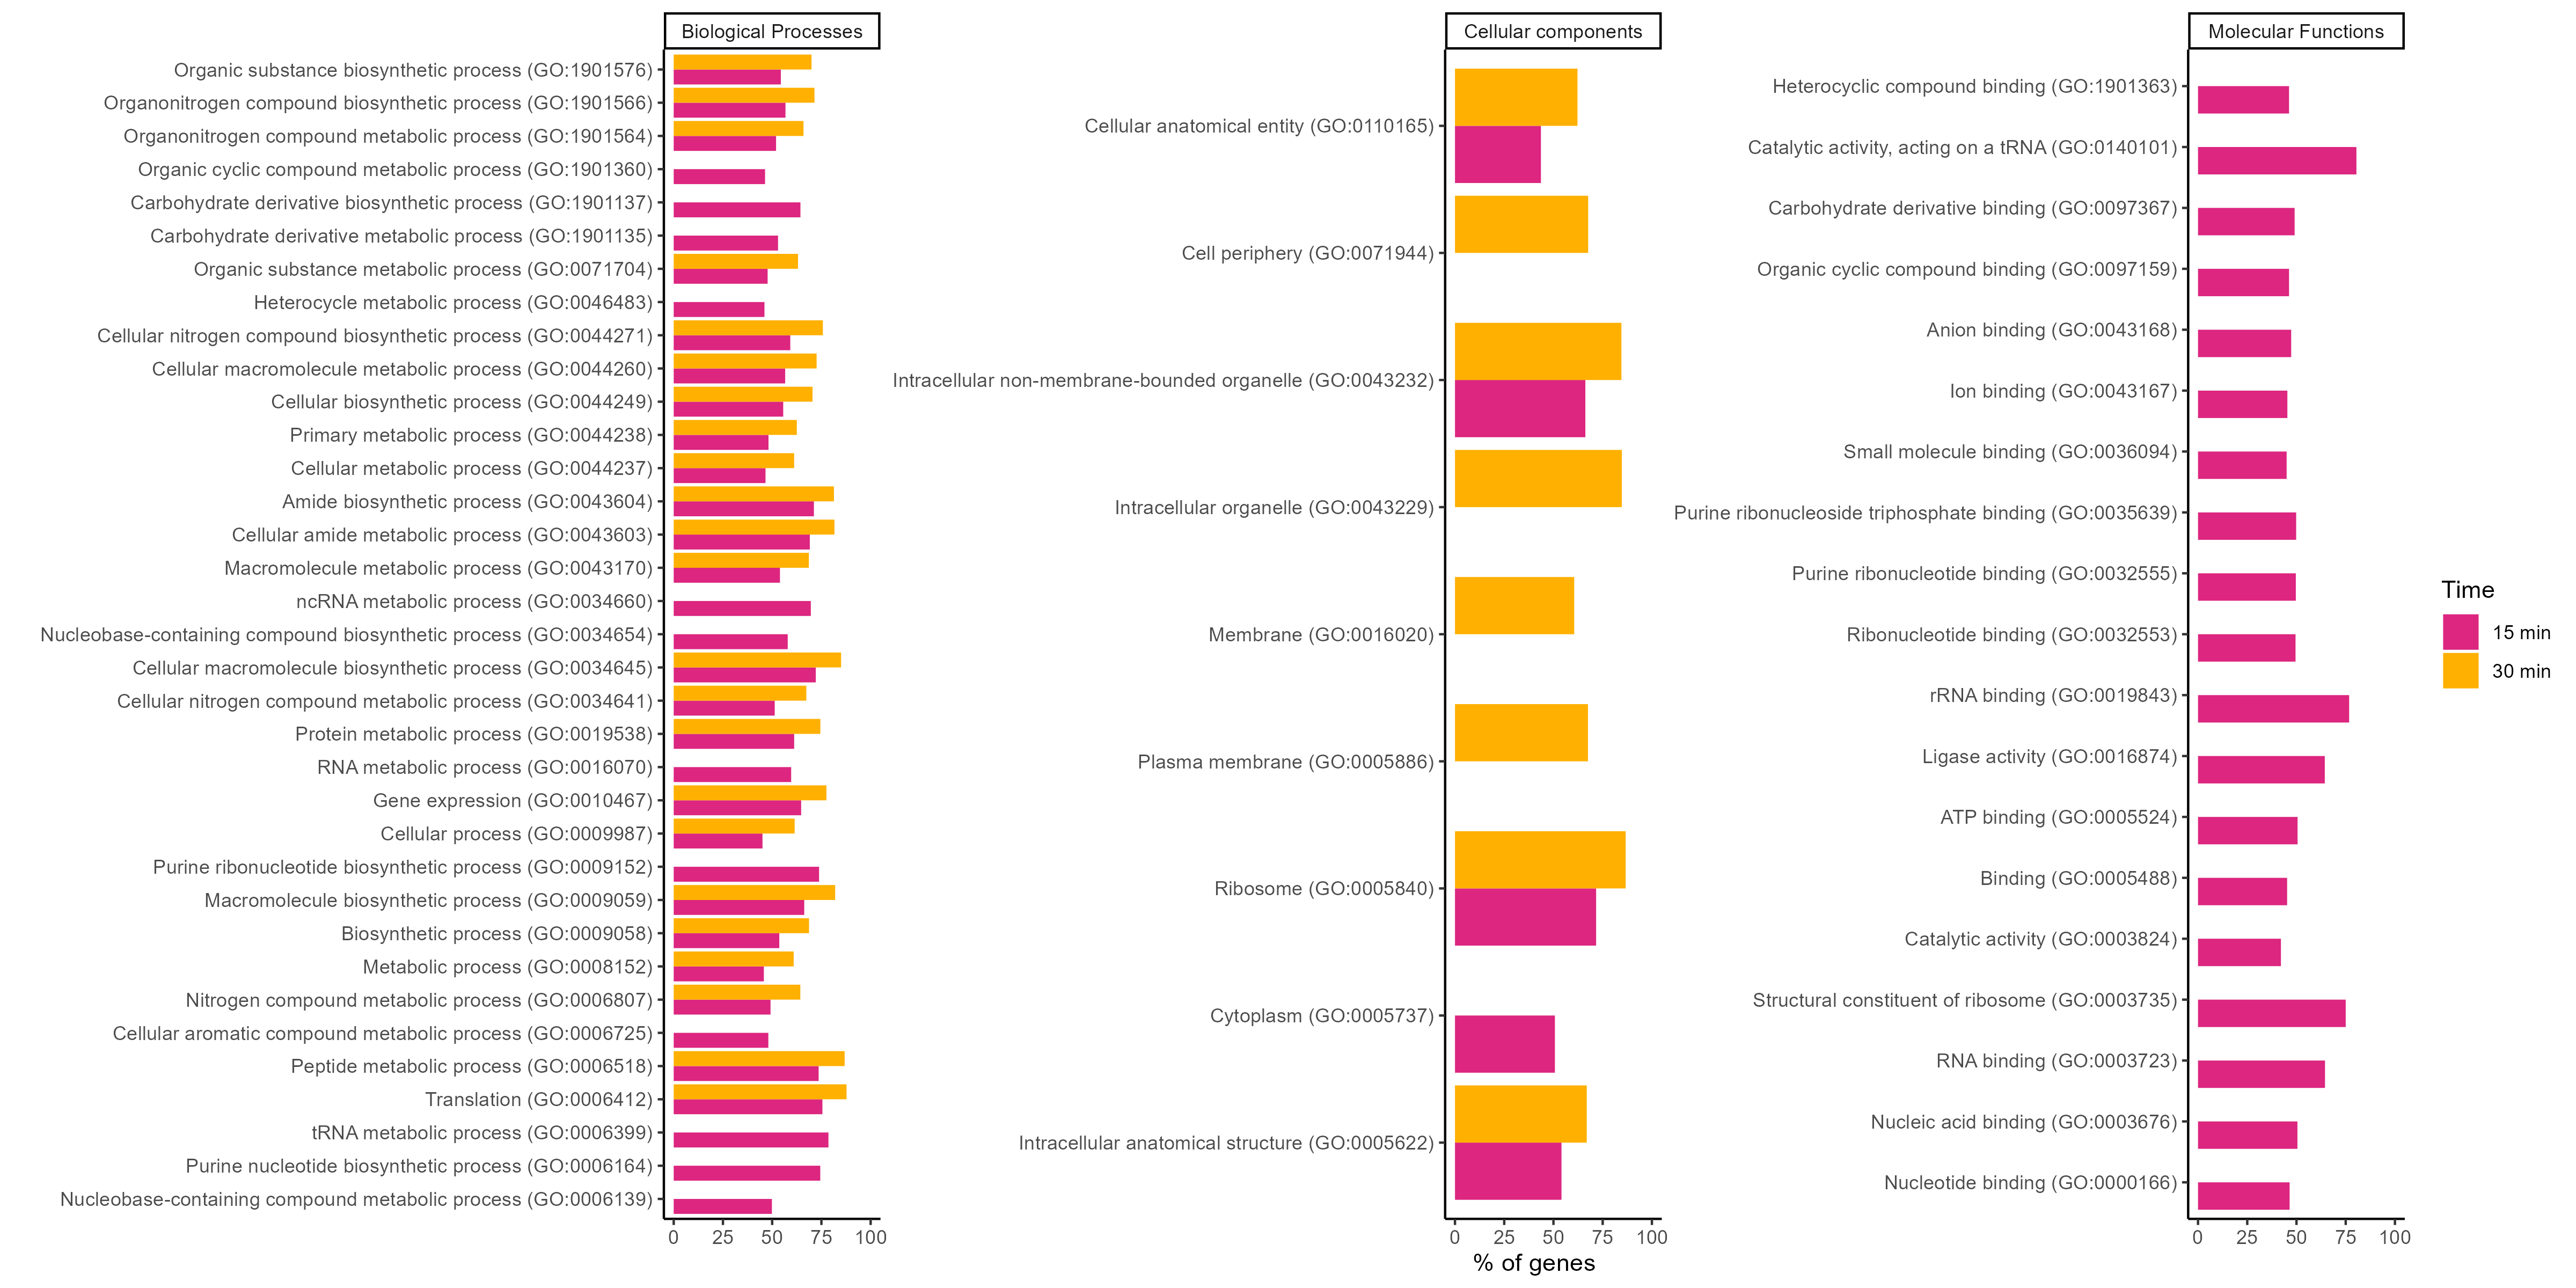 Biological Processes
Organic substance biosynthetic process (GO:1901576)
Organonitrogen compound biosynthetic process (GO:1901566)
Organonitrogen compound metabolic process (GO:1901564)
Organic cyclic compound metabolic process (GO:1901360)
Carbohydrate derivative biosynthetic process (GO:1901137)
Carbohydrate derivative metabolic process (GO:1901135)
Organic substance metabolic process (GO:0071704)
Heterocycle metabolic process (GO:0046483)
Cellular nitrogen compound biosynthetic process (GO:0044271)
Cellular macromolecule metabolic process (GO:0044260)
Cellular biosynthetic process (GO:0044249)
Primary metabolic process (GO:0044238)
Cellular metabolic process (GO:0044237)
Amide biosynthetic process (GO:0043604)
Cellular amide metabolic process (GO:0043603)
Macromolecule metabolic process (GO:0043170)
ncRNA metabolic process (GO:0034660)
Nucleobase-containing compound biosynthetic process (GO:0034654)
Cellular macromolecule biosynthetic process (GO:0034645)
Cellular nitrogen compound metabolic process (GO:0034641)
Protein metabolic process (GO:0019538)
RNA metabolic process (GO:0016070)
Gene expression (GO:0010467)
Cellular process (GO:0009987)
Purine ribonucleotide biosynthetic process (GO:0009152)
Macromolecule biosynthetic process (GO:0009059)
Biosynthetic process (GO:0009058)
Metabolic process (GO:0008152)
Nitrogen compound metabolic process (GO:0006807)
Cellular aromatic compound metabolic process (GO:0006725)
Peptide metabolic process (GO:0006518)
Translation (GO:0006412)
tRNA metabolic process (GO:0006399)
Purine nucleotide biosynthetic process (GO:0006164)
Nucleobase-containing compound metabolic process (GO:0006139)
0 25 50 75 100
Cellular components
Cellular anatomical entity (GO:0110165)
Cell periphery (GO:0071944)
Intracellular non-membrane-bounded organelle (GO:0043232)
Intracellular organelle (GO:0043229)
Membrane (GO:0016020)
Plasma membrane (GO:0005886)
Ribosome (GO:0005840)
Cytoplasm (GO:0005737)
Intracellular anatomical structure (GO:0005622)
0 25 50 75 100
% of genes
Molecular Functions
Heterocyclic compound binding (GO:1901363)
Catalytic activity, acting on a tRNA (GO:0140101)
Carbohydrate derivative binding (GO:0097367)
Organic cyclic compound binding (GO:0097159)
Anion binding (GO:0043168)
Ion binding (GO:0043167)
Small molecule binding (GO:0036094)
Purine ribonucleoside triphosphate binding (GO:0035639)
Purine ribonucleotide binding (GO:0032555)
Ribonucleotide binding (GO:0032553)
rRNA binding (GO:0019843)
Ligase activity (GO:0016874)
ATP binding (GO:0005524)
Binding (GO:0005488)
Catalytic activity (GO:0003824)
Structural constituent of ribosome (GO:0003735)
RNA binding (GO:0003723)
Nucleic acid binding (GO:0003676)
Nucleotide binding (GO:0000166)
0 25 50 75 100
Time
15 min
30 min